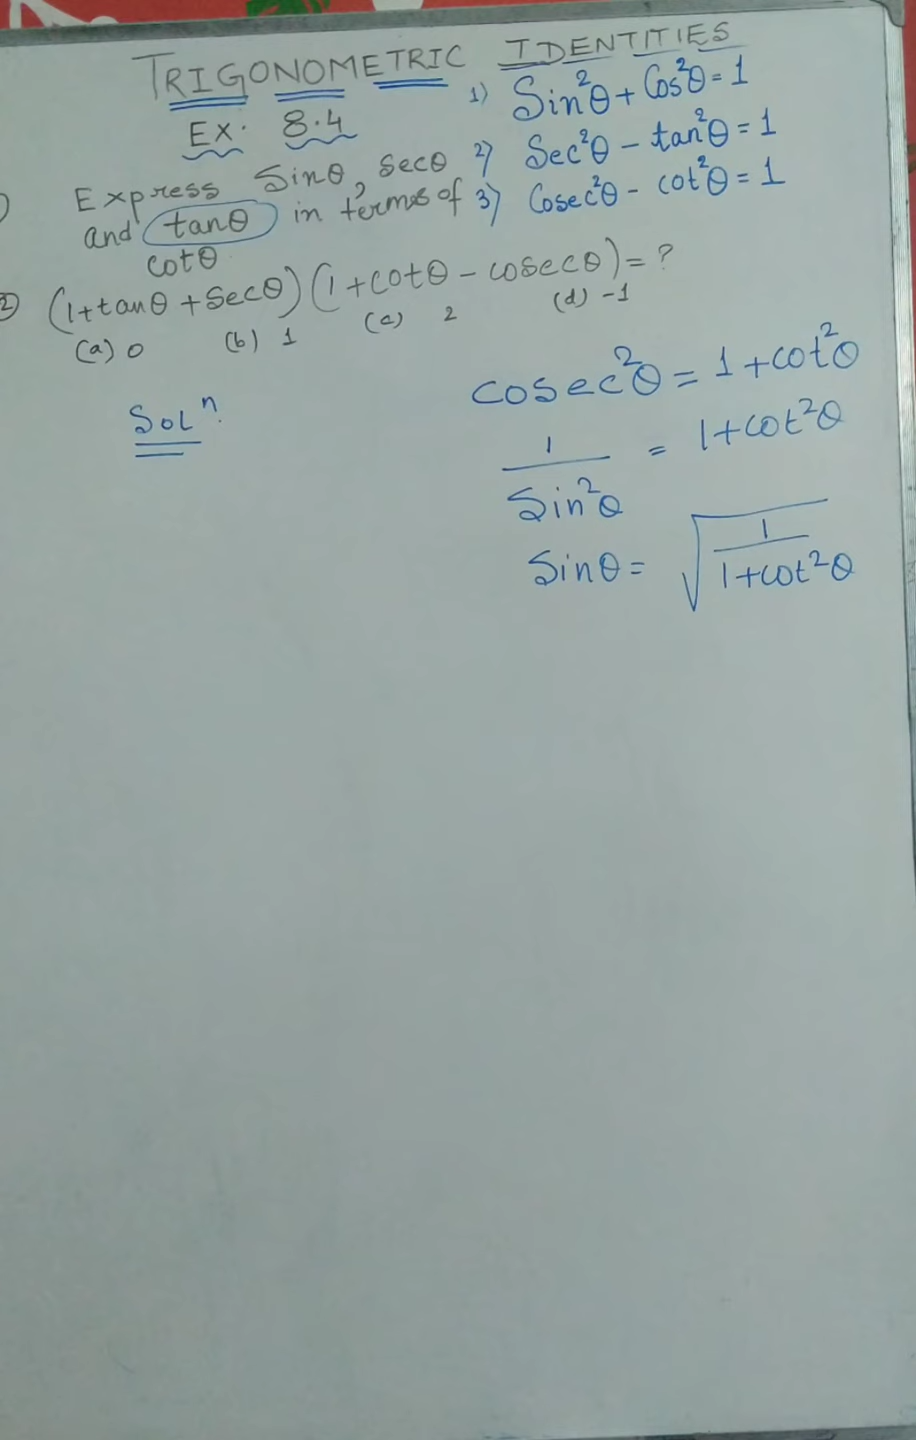 TRIGONOMETRIC IDENTITIES
Ex. 8.4
1) Sin²θ + Cos²θ = 1
2) Sec²θ - tan²θ = 1
3) Cosec²θ - cot²θ = 1
) Express Sinθ, secθ
and tanθ in terms of
cotθ
2) (1+tanθ + secθ) (1+cotθ - cosecθ) = ?
(a) 0 (b) 1 (c) 2 (d) -1
Solⁿ.
cosec²θ = 1 + cot²θ
1/Sin²θ = 1+cot²θ
Sinθ = √(1/(1+cot²θ))